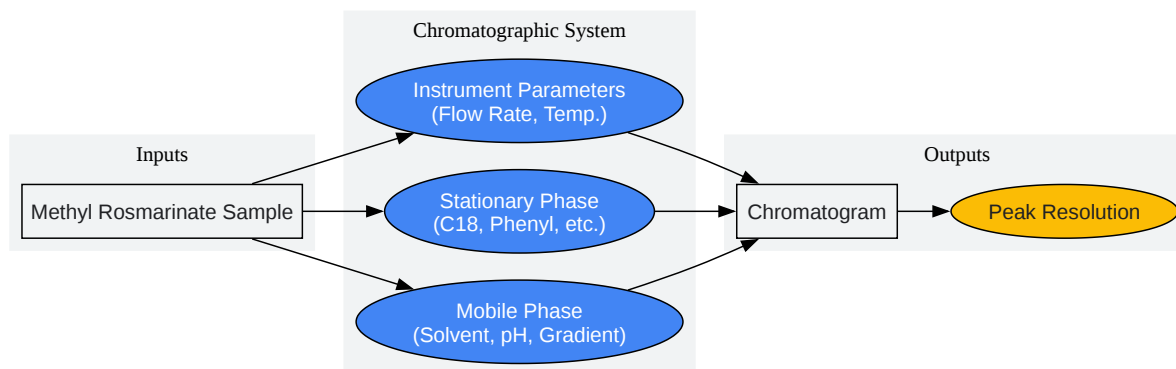 Chromatographic System
Instrument Parameters
(Flow Rate, Temp.)
Inputs
Outputs
Methyl Rosmarinate Sample
Stationary Phase
(C18, Phenyl, etc.)
Chromatogram
Peak Resolution
Mobile Phase
(Solvent, pH, Gradient)